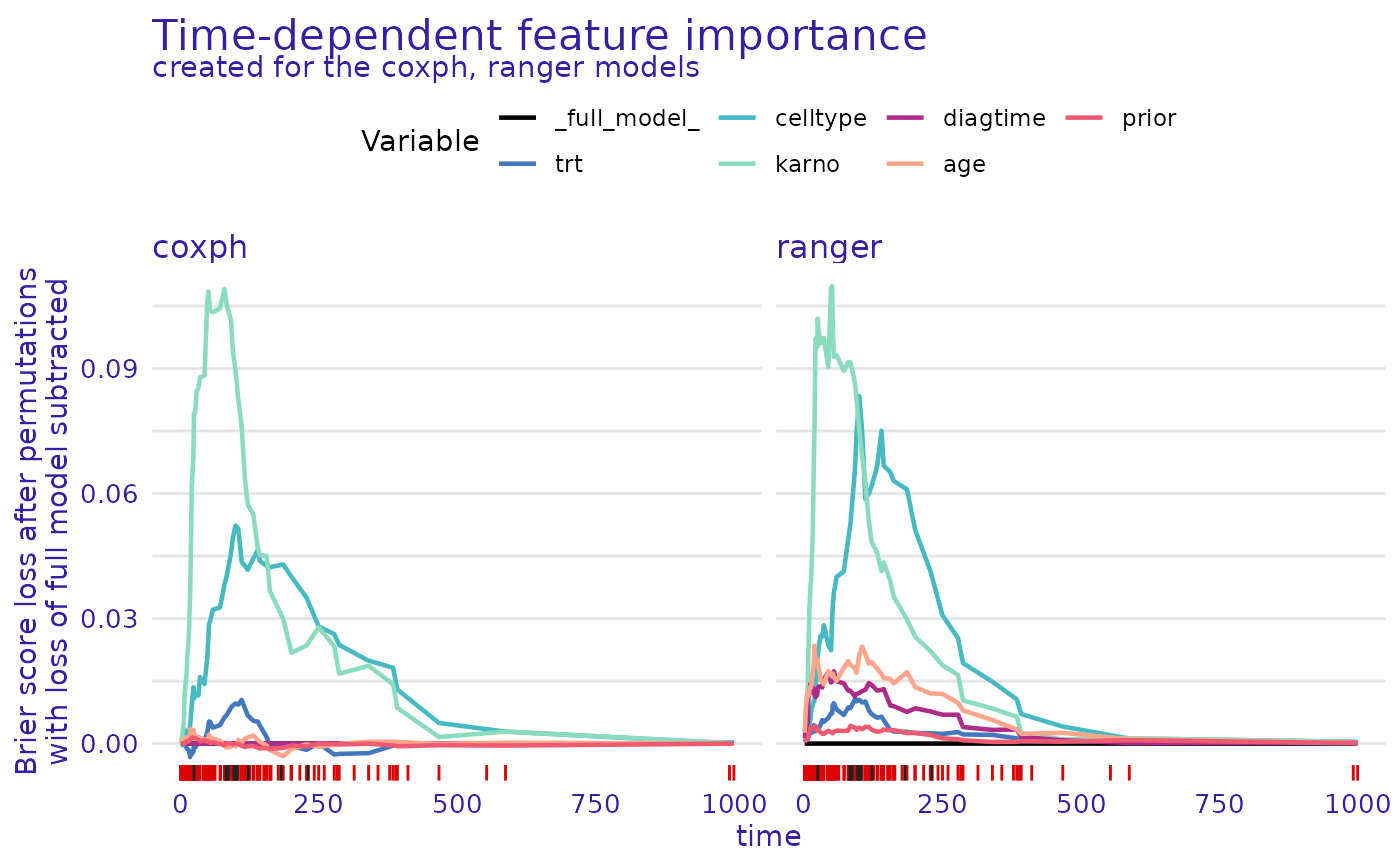 Time-dependent feature importance
created for the coxph, ranger models
Variable
_full_model_ celltype diagtime prior
trt karno age
coxph ranger
Brier score loss after permutations
with loss of full model subtracted
0.09
0.06
0.03
0.00
0 250 500 750 1000 0 250 500 750 1000
time